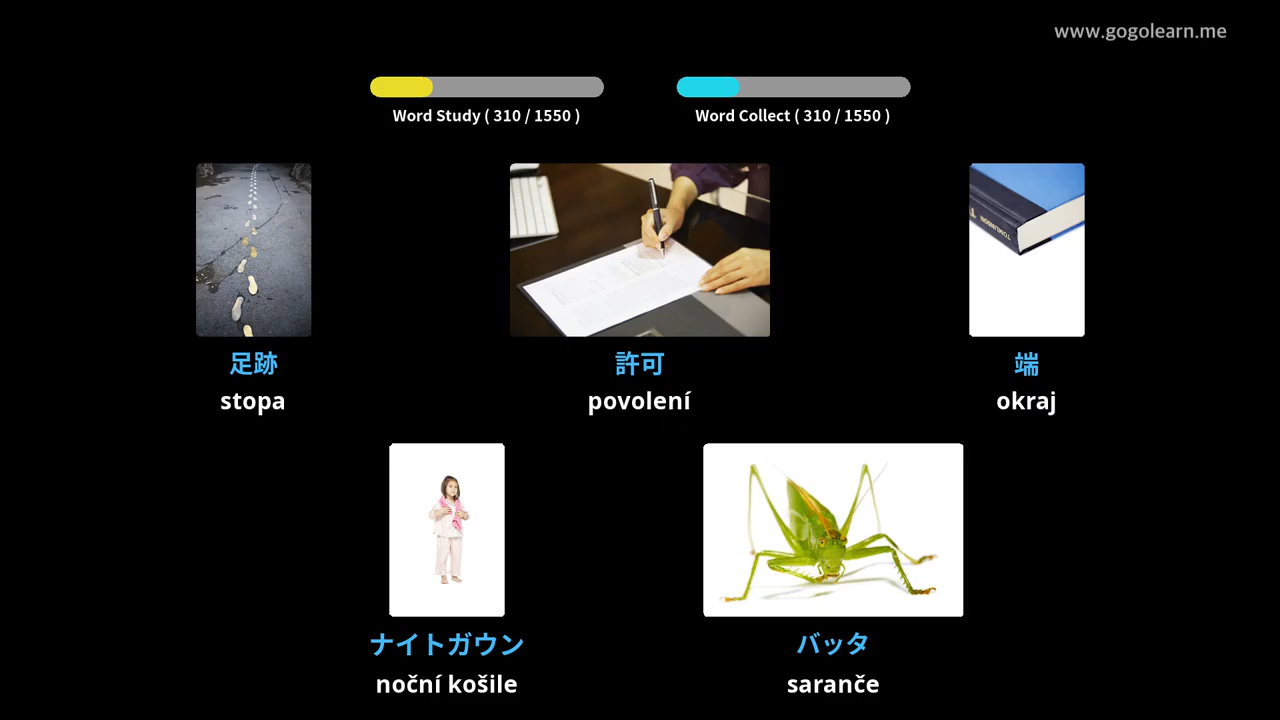 www.gogolearn.me
Word Study ( 310 / 1550 )
Word Collect ( 310 / 1550 )
TOMLINSON
足跡
stopa
許可
povolení
端
okraj
ナイトガウン
noční košile
バッタ
saranče